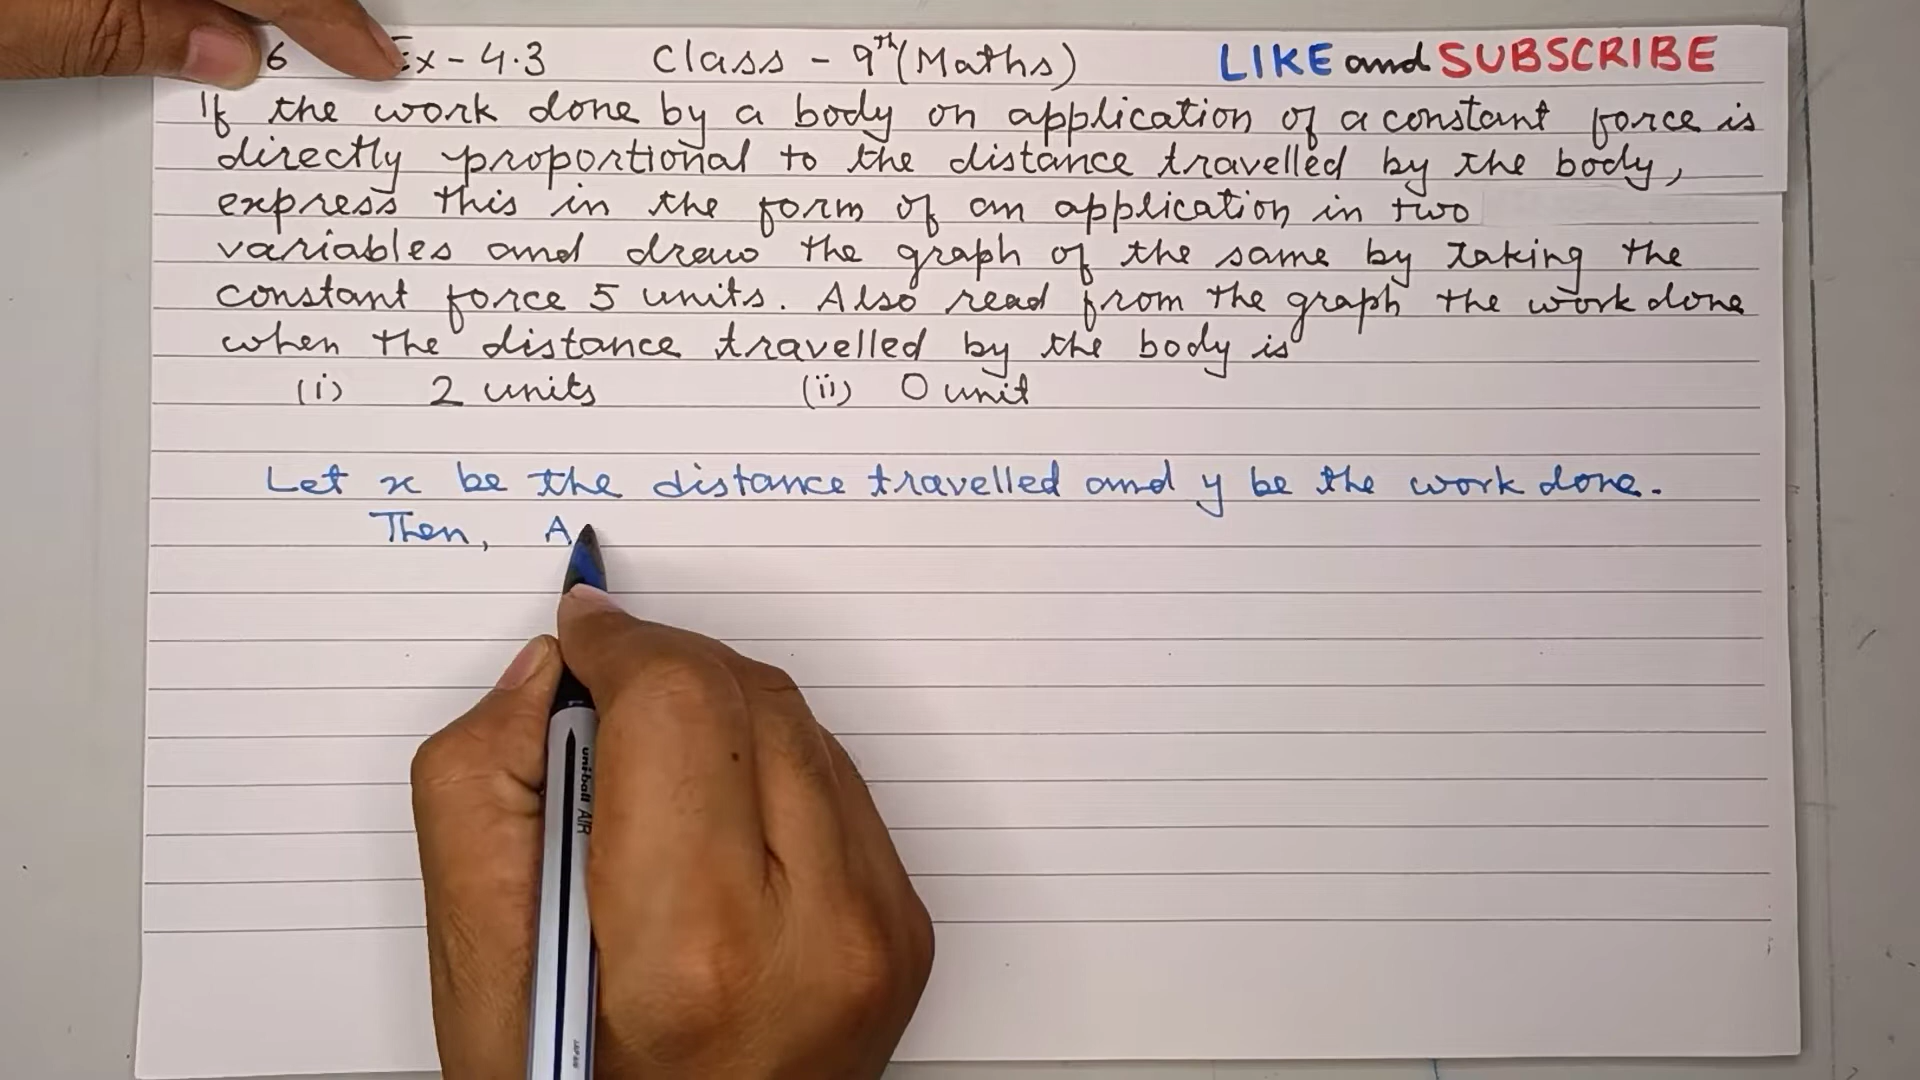 6 Ex - 4.3 Class - 9th (Maths) LIKE and SUBSCRIBE
If the work done by a body on application of a constant force is
directly proportional to the distance travelled by the body,
express this in the form of an application in two
variables and draw the graph of the same by taking the
constant force 5 units. Also read from the graph the work done
when the distance travelled by the body is
(i) 2 units (ii) 0 unit
Let x be the distance travelled and y be the work done.
Then, A
uni-ball AIR